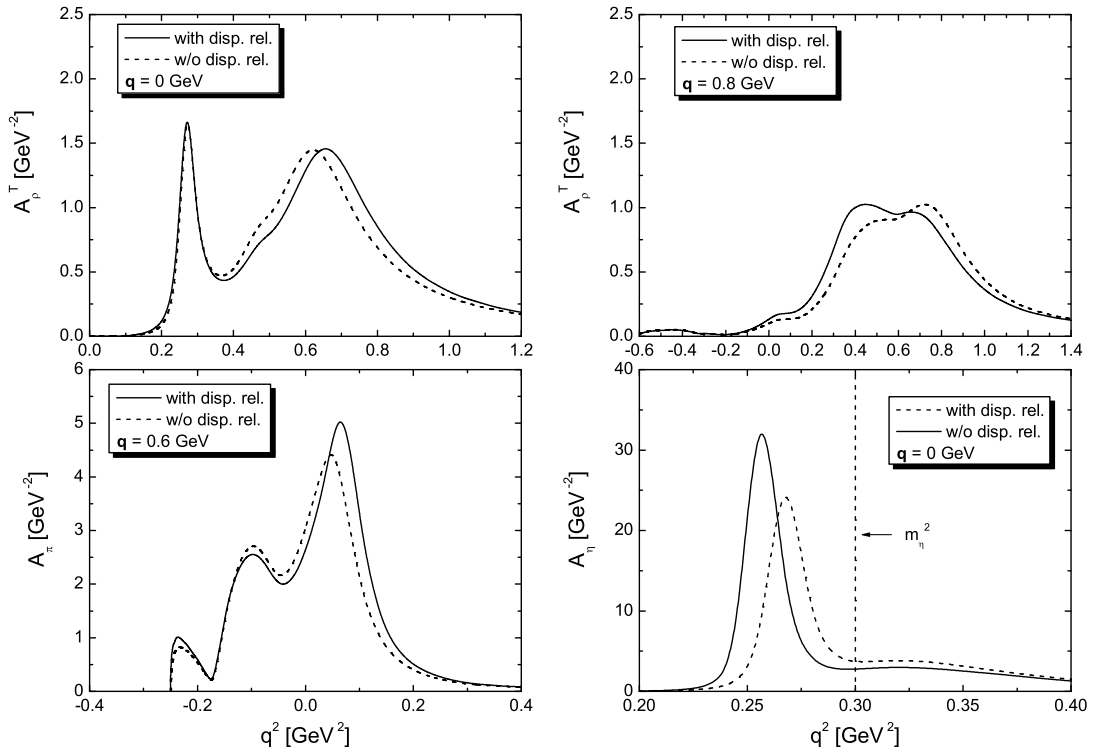 2.5
2.0
1.5
1.0
0.5
0.0
A_ρ^T [GeV^-2]
with disp. rel.
w/o disp. rel.
q = 0 GeV
0.0 0.2 0.4 0.6 0.8 1.0 1.2
2.5
2.0
1.5
1.0
0.5
0.0
A_ρ^T [GeV^-2]
with disp. rel.
w/o disp. rel.
q = 0.8 GeV
-0.6 -0.4 -0.2 0.0 0.2 0.4 0.6 0.8 1.0 1.2 1.4
6
5
4
3
2
1
0
A_π [GeV^-2]
with disp. rel.
w/o disp. rel.
q = 0.6 GeV
-0.4 -0.2 0.0 0.2 0.4
q^2 [GeV^2]
40
30
20
10
0
A_η [GeV^-2]
with disp. rel.
w/o disp. rel.
q = 0 GeV
m_η^2
0.20 0.25 0.30 0.35 0.40
q^2 [GeV^2]